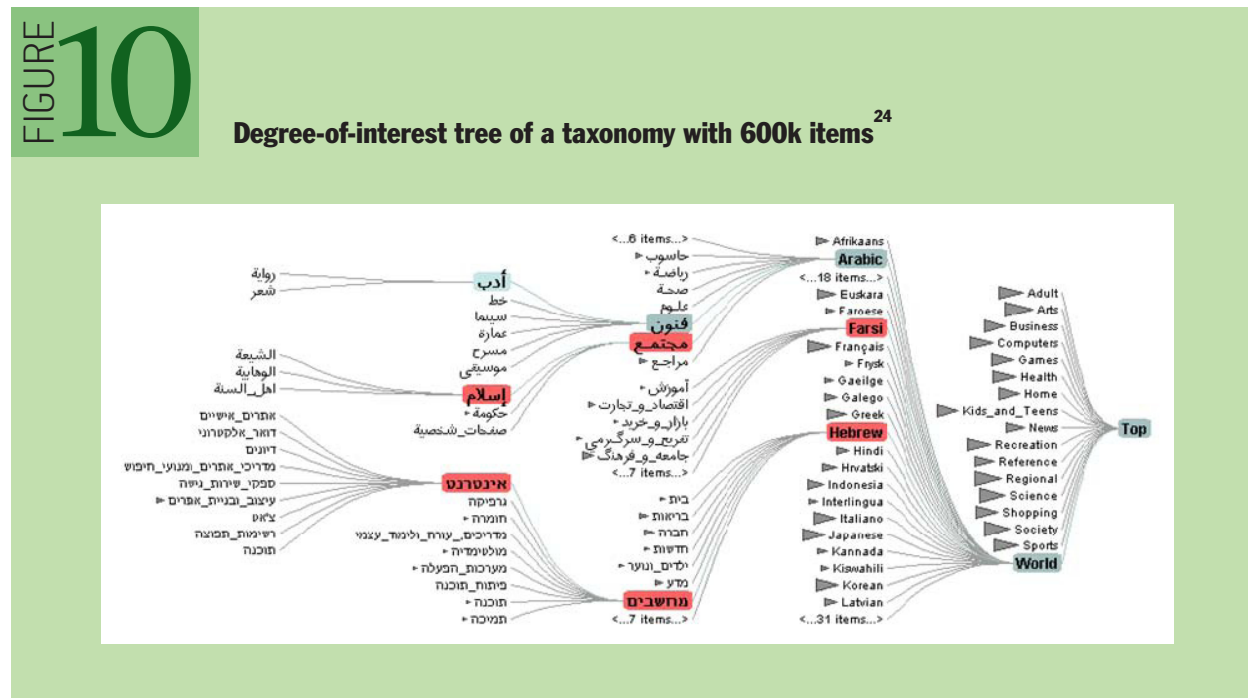 FIGURE
10
Degree-of-interest tree of a taxonomy with 600k items24
Top
Adult
Arts
Business
Computers
Games
Health
Home
Kids_and_Teens
News
Recreation
Reference
Regional
Science
Shopping
Society
Sports
World
Afrikaans
Arabic
<...18 items...>
Euskara
Faroese
Farsi
Français
Frysk
Gaeilge
Galego
Greek
Hebrew
Hindi
Hrvatski
Indonesia
Interlingua
Italiano
Japanese
Kannada
Kiswahili
Korean
Latvian
<...31 items...>
<...6 items...>
حاسوب
رياضة
صحة
علوم
فنون
مجتمع
مراجع
آموزش
اقتصاد_و_تجارت
بازار_و_خرید
تفریح_و_سرگرمی
جامعه_و_فرهنگ
<...7 items...>
בית
בריאות
חברה
חדשות
ילדים_ונוער
מדע
מחשבים
<...7 items...>
أدب
خط
سينما
عمارة
مسرح
موسيقى
إسلام
حكومة
صفحات_شخصية
אינטרנט
גרפיקה
חומרה
מדריכים,_עזרה_ולימוד_עצמי
מולטימדיה
מערכות_הפעלה
פיתוח_תוכנה
תוכנה
תמיכה
رواية
شعر
الشيعة
الوهابية
اهل_السنة
אתרים_אישיים
דואר_אלקטרוני
דיונים
מדריכי_אתרים_ומנועי_חיפוש
ספקי_שירות_גישה
עיצוב_ובניית_אתרים
צ'אט
רשימות_תפוצה
תוכנה